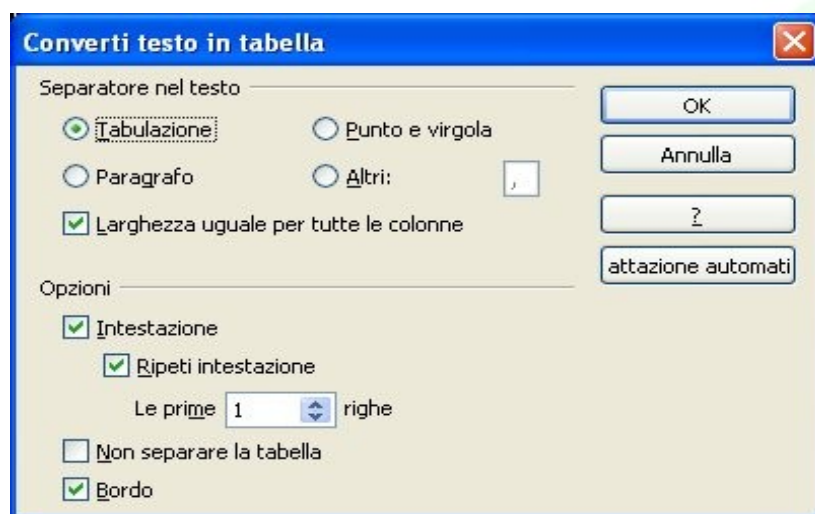 Converti testo in tabella
Separatore nel testo
Tabulazione
Punto e virgola
Paragrafo
Altri: ,
Larghezza uguale per tutte le colonne
OK
Annulla
?
attazione automati
Opzioni
Intestazione
Ripeti intestazione
Le prime 1 righe
Non separare la tabella
Bordo